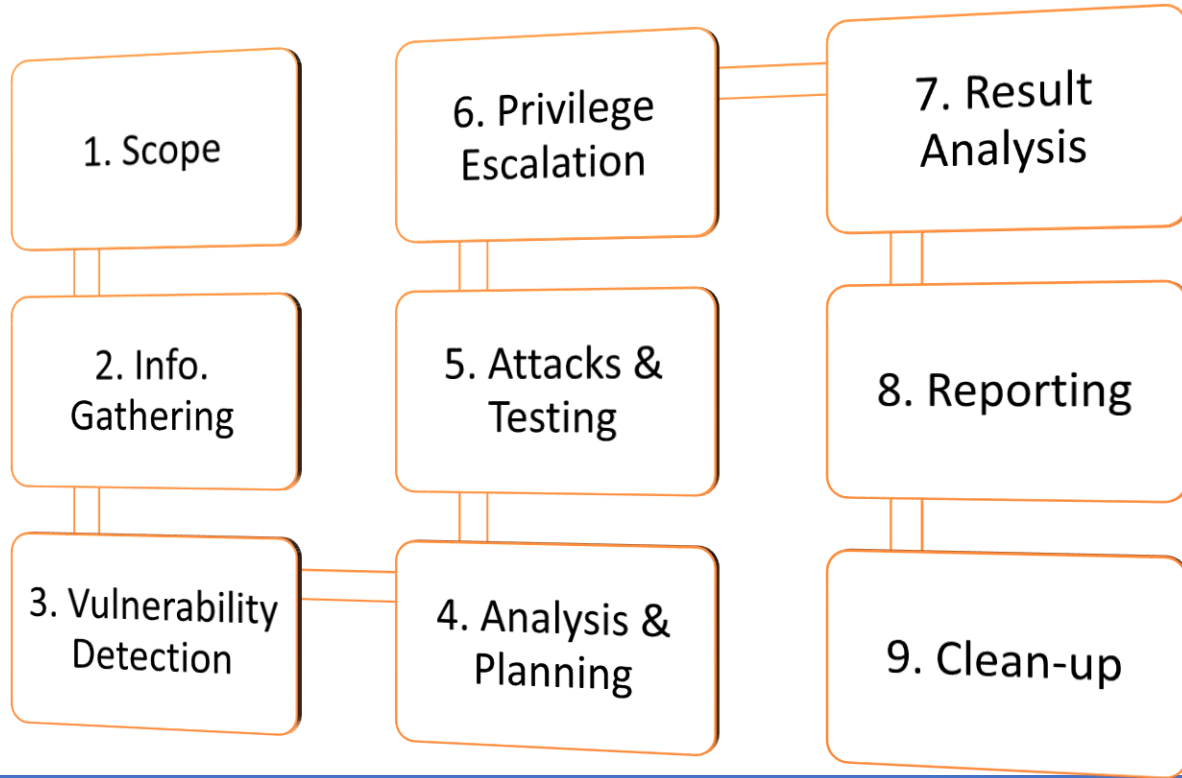 1. Scope
2. Info.
Gathering
3. Vulnerability
Detection
4. Analysis &
Planning
5. Attacks &
Testing
6. Privilege
Escalation
7. Result
Analysis
8. Reporting
9. Clean-up